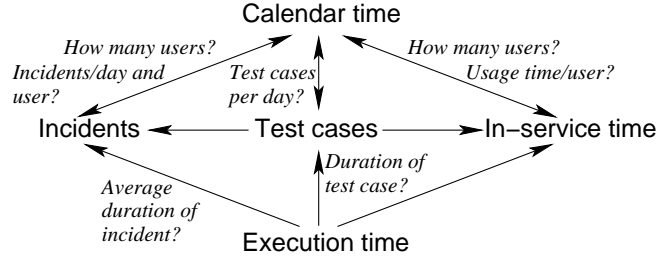 Calendar time
How many users?
Incidents/day and
user?
Test cases
per day?
How many users?
Usage time/user?
Incidents
Test cases
In−service time
Average
duration of
incident?
Duration of
test case?
Execution time